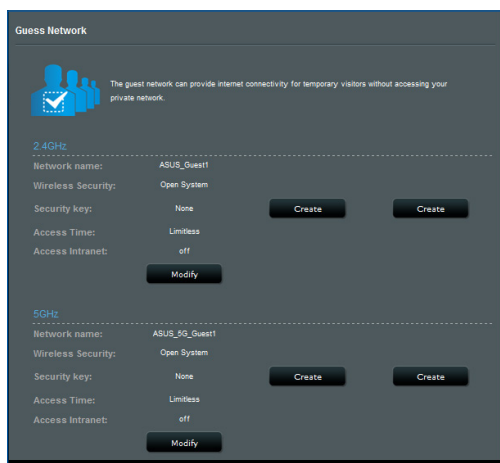 Guess Network
The guest network can provide internet connectivity for temporary visitors without accessing your
private network.
2.4GHz
Network name: ASUS_Guest1
Wireless Security: Open System
Security key: None Create Create
Access Time: Limitless
Access Intranet: off
Modify
5GHz
Network name: ASUS_5G_Guest1
Wireless Security: Open System
Security key: None Create Create
Access Time: Limitless
Access Intranet: off
Modify